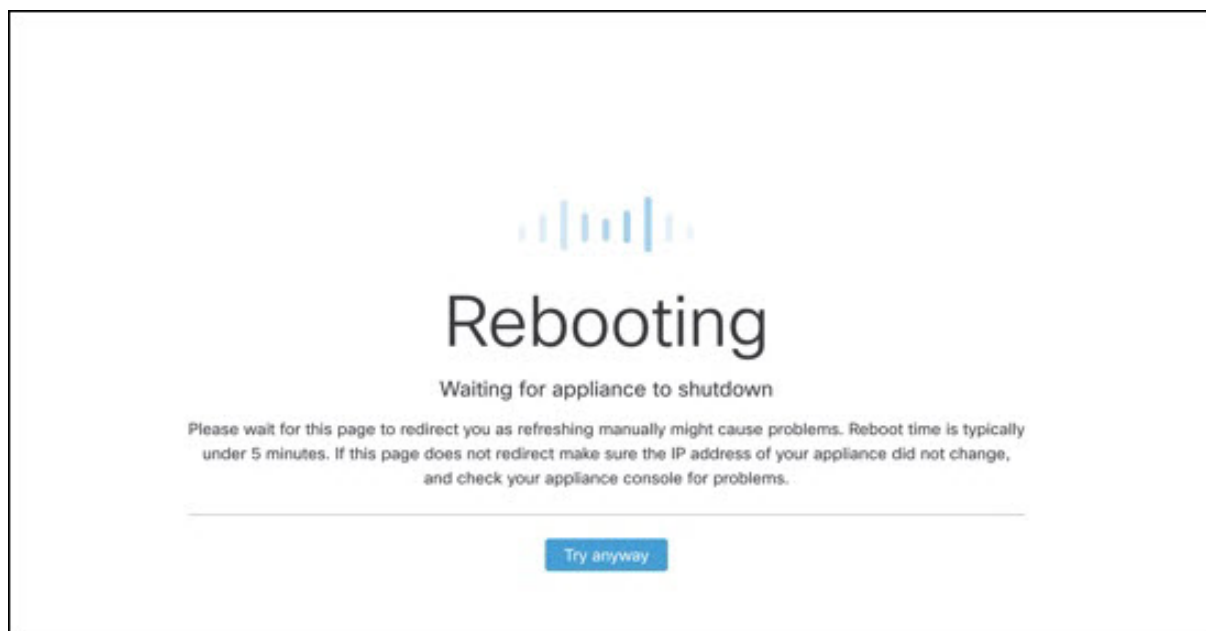 Rebooting
Waiting for appliance to shutdown
Please wait for this page to redirect you as refreshing manually might cause problems. Reboot time is typically
under 5 minutes. If this page does not redirect make sure the IP address of your appliance did not change,
and check your appliance console for problems.
Try anyway